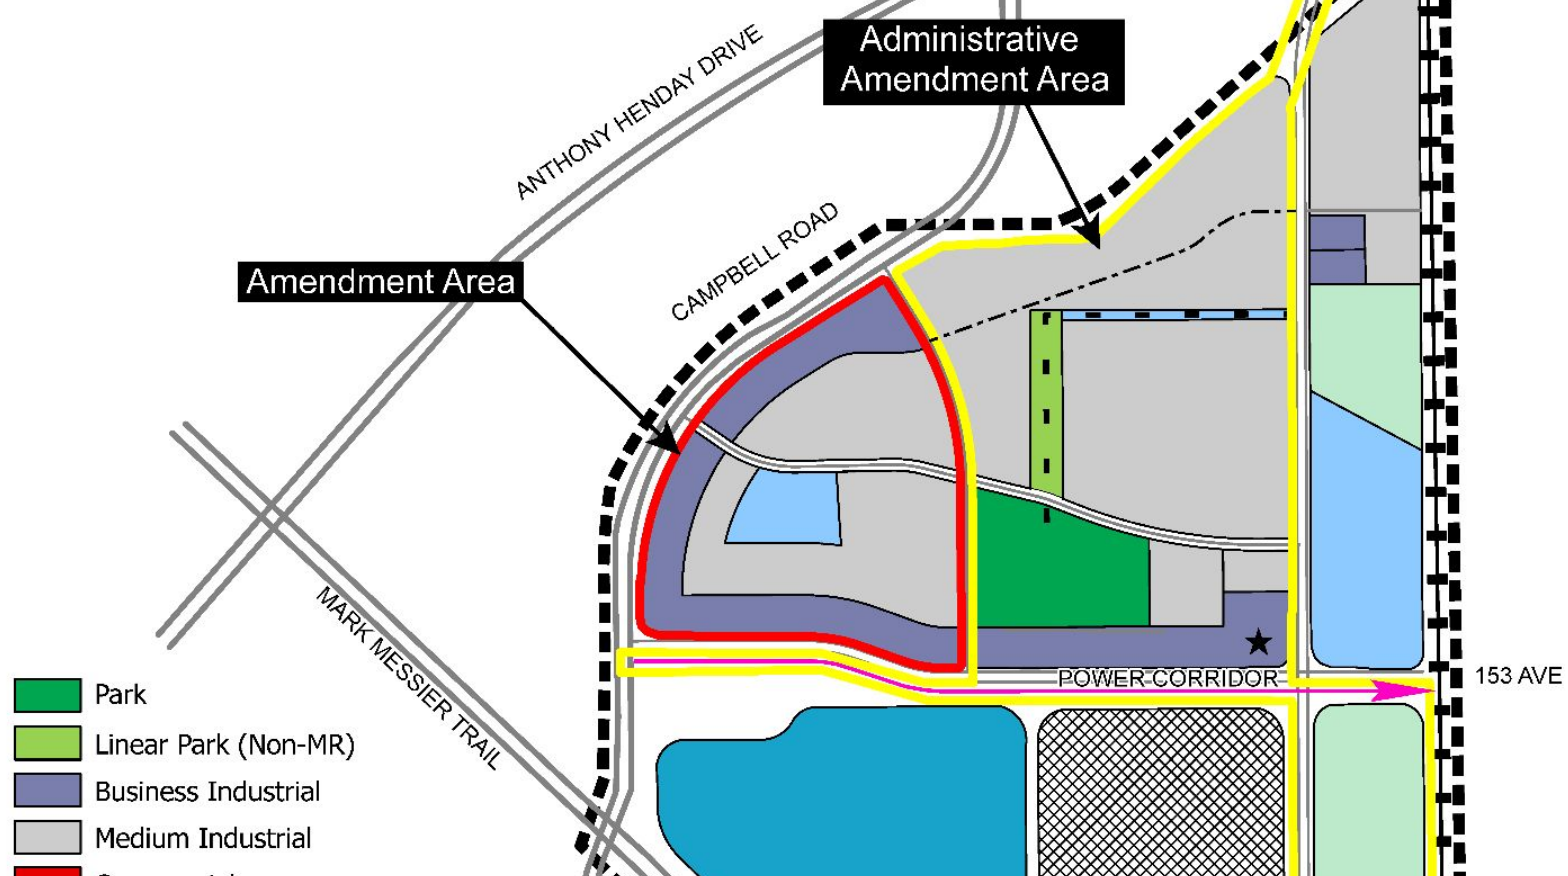 Administrative
Amendment Area
ANTHONY HENDAY DRIVE
CAMPBELL ROAD
Amendment Area
MARK MESSIER TRAIL
POWER CORRIDOR
153 AVE
Park
Linear Park (Non-MR)
Business Industrial
Medium Industrial